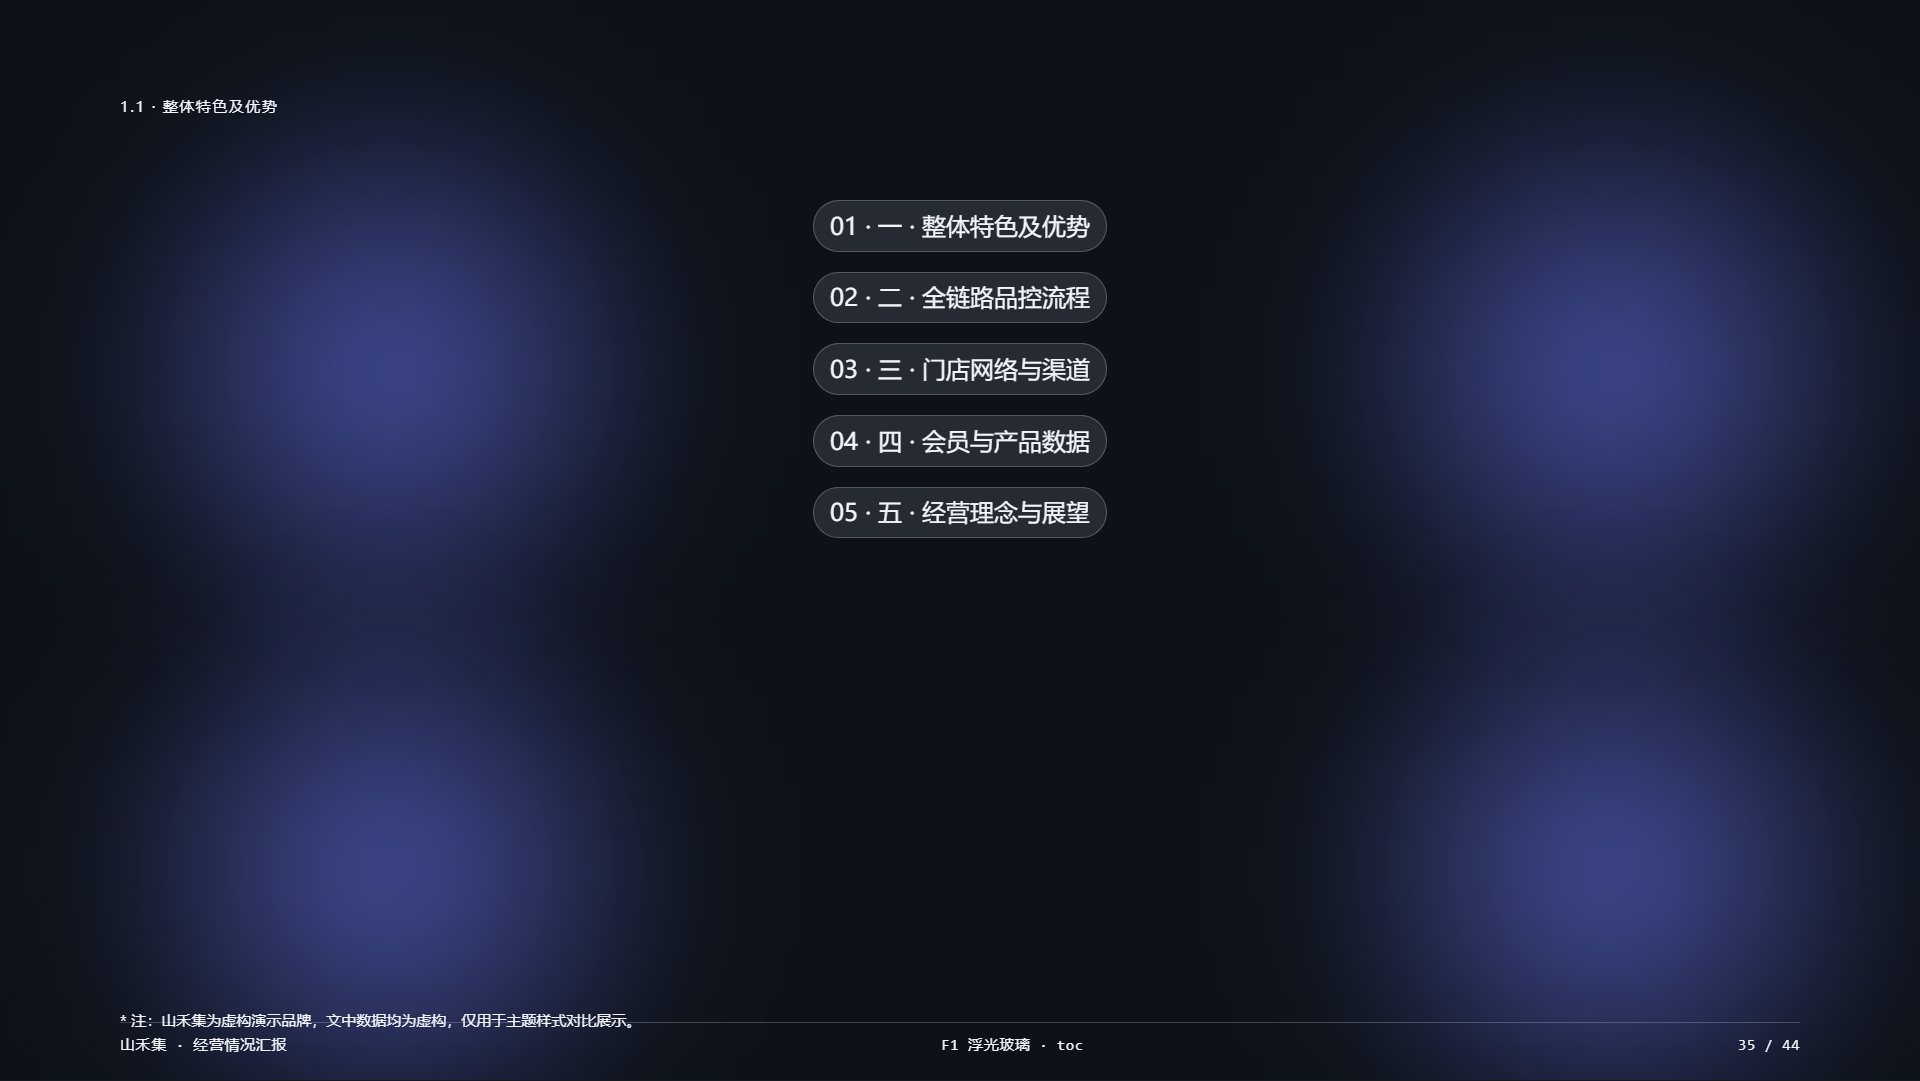 1.1 · 整体特色及优势
01 · 一 · 整体特色及优势
02 · 二 · 全链路品控流程
03 · 三 · 门店网络与渠道
04 · 四 · 会员与产品数据
05 · 五 · 经营理念与展望
* 注：山禾集为虚构演示品牌，文中数据均为虚构，仅用于主题样式对比展示。
山禾集 · 经营情况汇报
F1 浮光玻璃 · toc
35 / 44